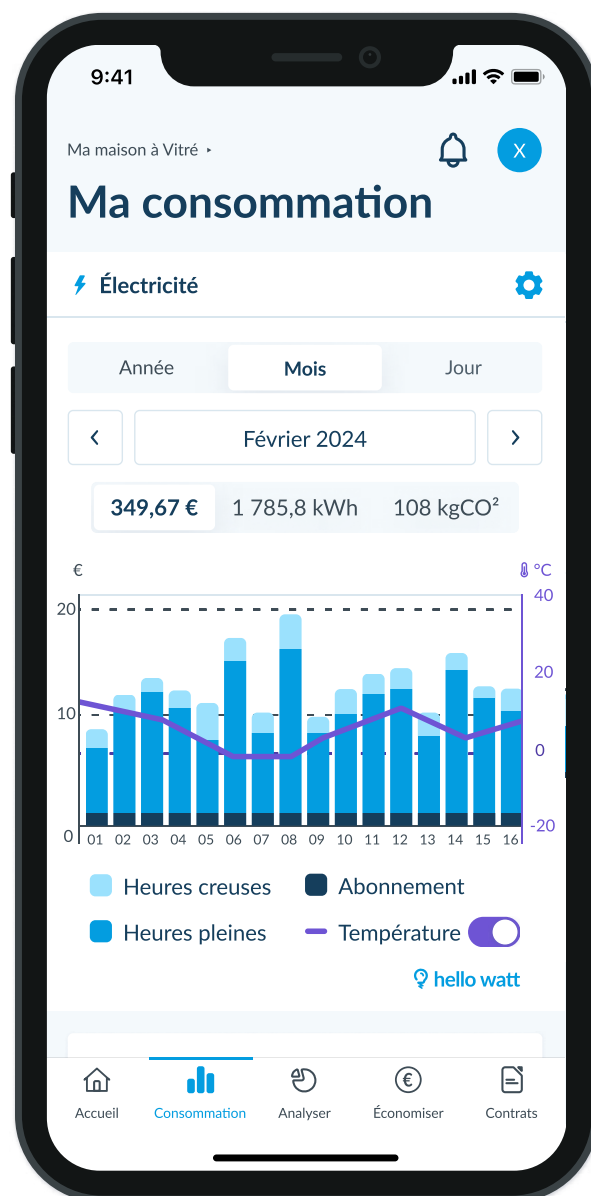 9:41
Ma maison à Vitré ‣
X
Ma consommation
Électricité
Année Mois Jour
Février 2024
349,67 € 1 785,8 kWh 108 kgCO²
€ °C
40
20
20
10
0
-20
0
01 02 03 04 05 06 07 08 09 10 11 12 13 14 15 16
Heures creuses Abonnement
Heures pleines Température
hello watt
€
Accueil Consommation Analyser Économiser Contrats